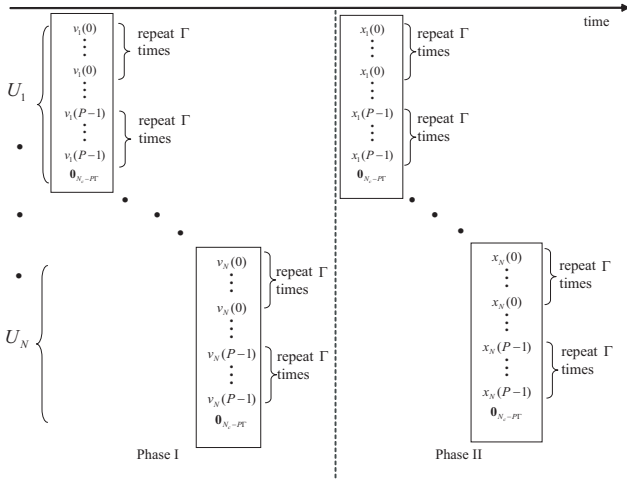 time
U_1
v_1(0)
v_1(0)
repeat Γ
times
v_1(P−1)
v_1(P−1)
repeat Γ
times
0_{N_c−PΓ}
x_1(0)
x_1(0)
repeat Γ
times
x_1(P−1)
x_1(P−1)
repeat Γ
times
0_{N_c−PΓ}
U_N
v_N(0)
v_N(0)
repeat Γ
times
v_N(P−1)
v_N(P−1)
repeat Γ
times
0_{N_c−PΓ}
x_N(0)
x_N(0)
repeat Γ
times
x_N(P−1)
x_N(P−1)
repeat Γ
times
0_{N_c−PΓ}
Phase I
Phase II